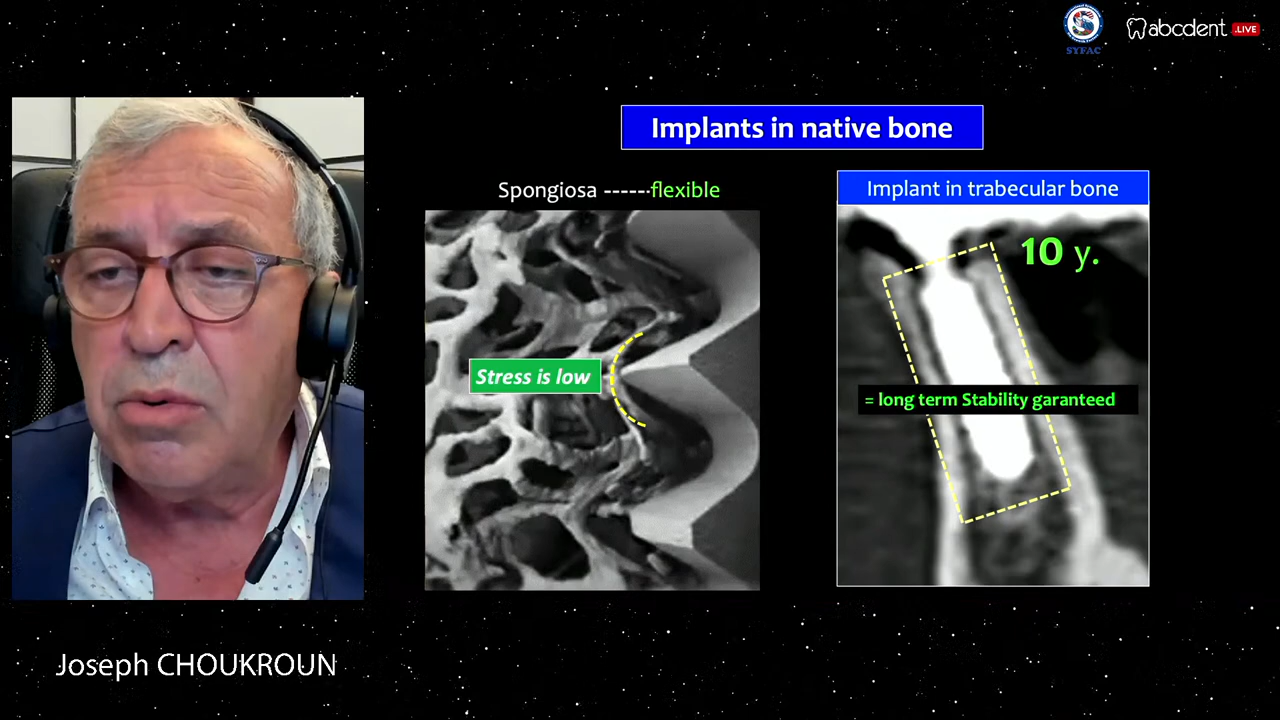 SYFAC
abcdent .LIVE
Implants in native bone
Spongiosa ------flexible
Implant in trabecular bone
10 y.
Stress is low
= long term Stability garanteed
Joseph CHOUKROUN